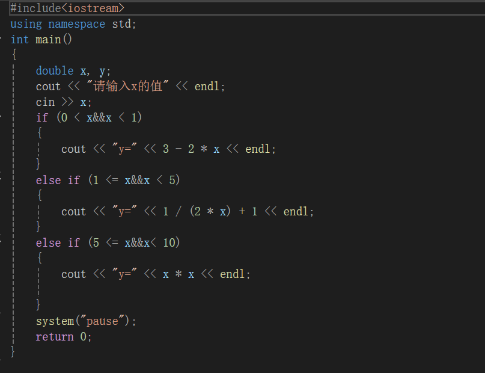 #include<iostream>
using namespace std;
int main()
{
double x, y;
cout << "请输入x的值" << endl;
cin >> x;
if (0 < x&&x < 1)
{
cout << "y=" << 3 - 2 * x << endl;
}
else if (1 <= x&&x < 5)
{
cout << "y=" << 1 / (2 * x) + 1 << endl;
}
else if (5 <= x&&x< 10)
{
cout << "y=" << x * x << endl;
}
system("pause");
return 0;
}